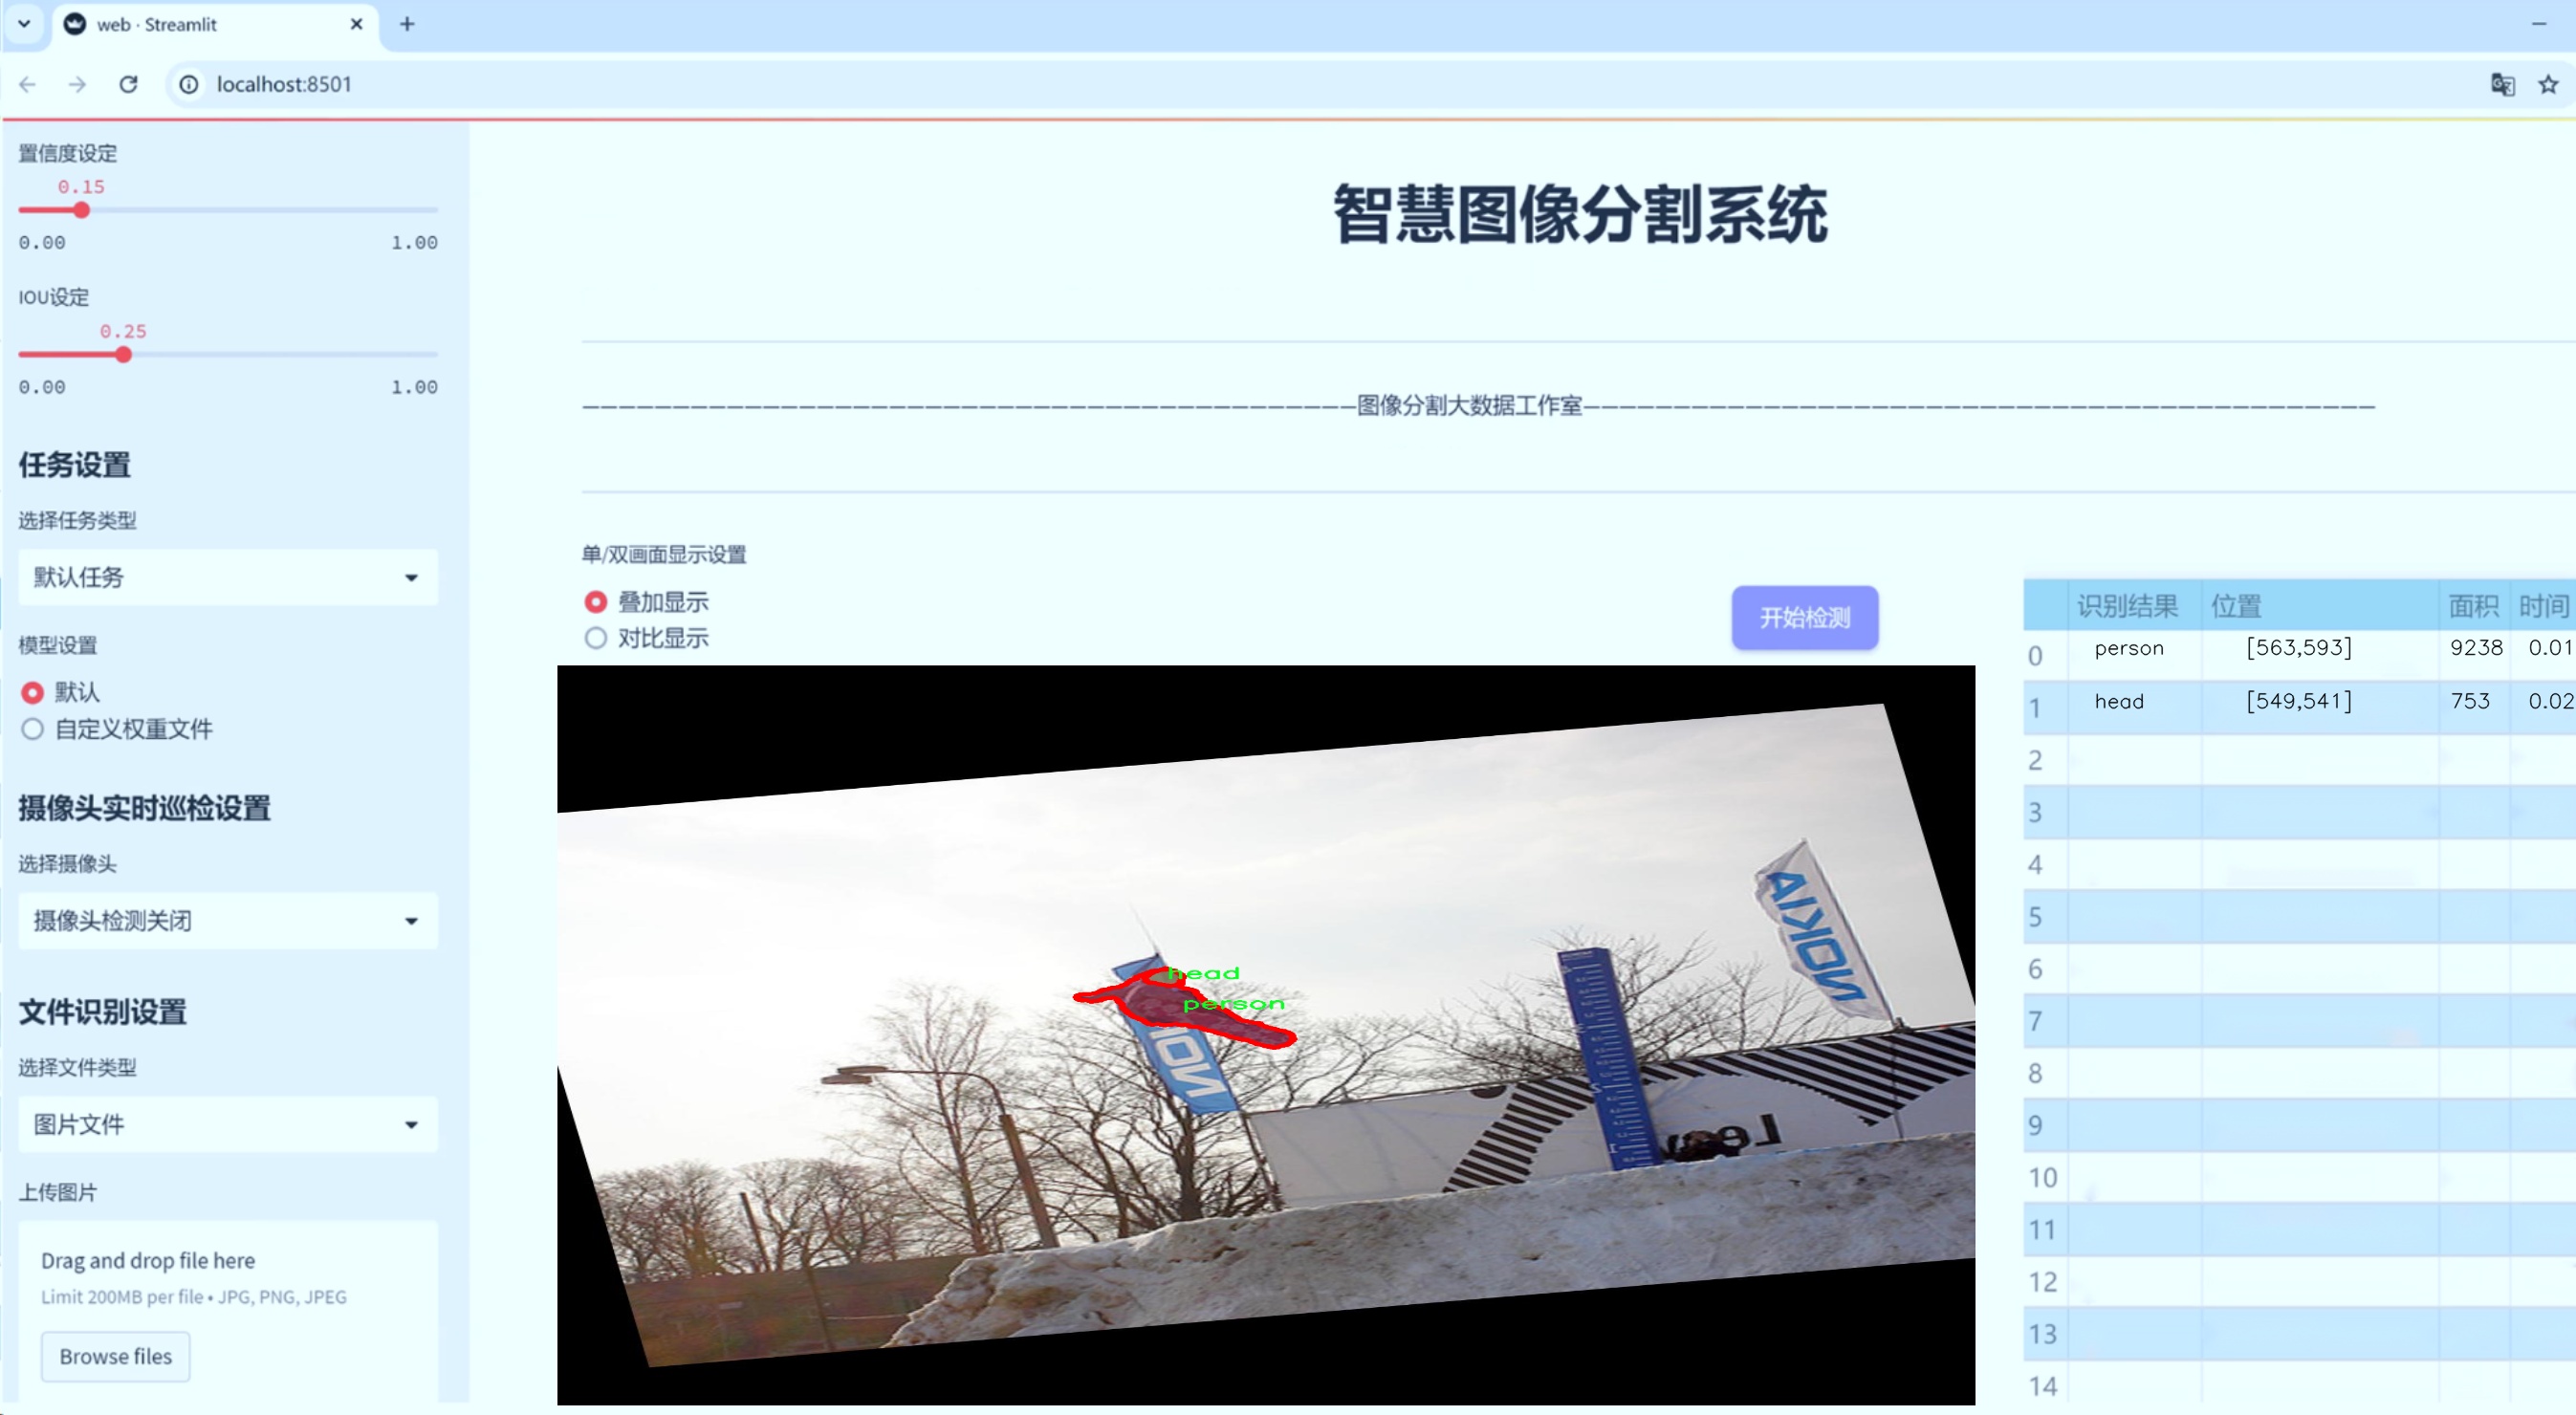 web · Streamlit
localhost:8501
置信度设定
0.15
0.00 1.00
IOU设定
0.25
0.00 1.00
任务设置
选择任务类型
默认任务
模型设置
默认
自定义权重文件
摄像头实时巡检设置
选择摄像头
摄像头检测关闭
文件识别设置
选择文件类型
图片文件
上传图片
Drag and drop file here
Limit 200MB per file • JPG, PNG, JPEG
Browse files
智慧图像分割系统
图像分割大数据工作室
单/双画面显示设置
叠加显示
对比显示
开始检测
head
person
NOKIA
识别结果 位置 面积 时间
0 person [563,593] 9238 0.01
1 head [549,541] 753 0.02
2
3
4
5
6
7
8
9
10
11
12
13
14